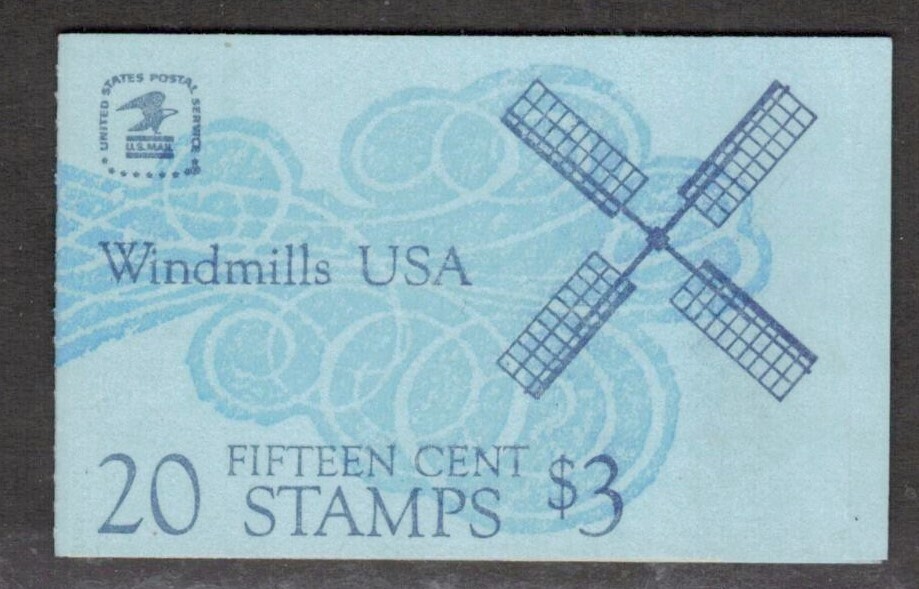 UNITED STATES POSTAL SERVICE
U.S.MAIL
Windmills USA
20 FIFTEEN CENT STAMPS $3